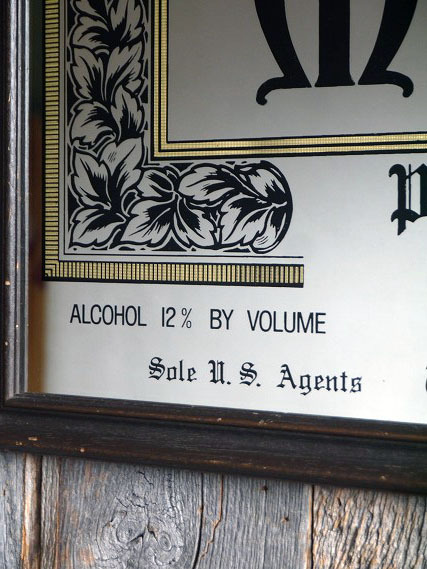 ALCOHOL 12% BY VOLUME
Sole U.S. Agents